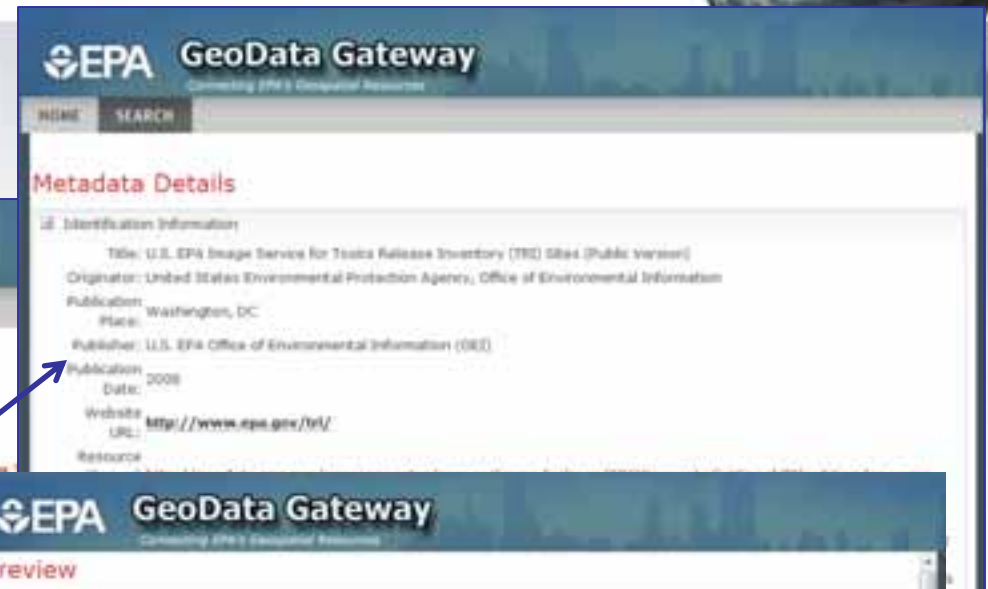 EPA GeoData Gateway
Connecting EPA's Geospatial Resources
HOME SEARCH
Metadata Details
Identification Information
Title: U.S. EPA Image Service for Toxics Release Inventory (TRI) Sites (Public Version)
Originator: United States Environmental Protection Agency, Office of Environmental Information
Publication Place: Washington, DC
Publisher: U.S. EPA Office of Environmental Information (OEI)
Publication Date: 2008
Website URL: http://www.epa.gov/tri/
Resource
EPA GeoData Gateway
Connecting EPA's Geospatial Resources
review